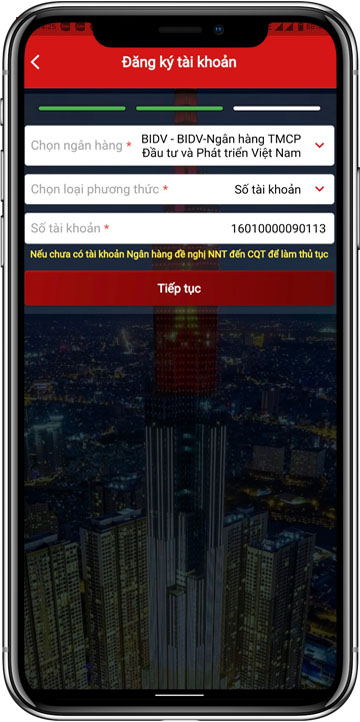 Đăng ký tài khoản
Chọn ngân hàng * BIDV - BIDV-Ngân hàng TMCP
Đầu tư và Phát triển Việt Nam
Chọn loại phương thức * Số tài khoản
Số tài khoản * 16010000090113
Nếu chưa có tài khoản Ngân hàng đề nghị NNT đến CQT để làm thủ tục
Tiếp tục